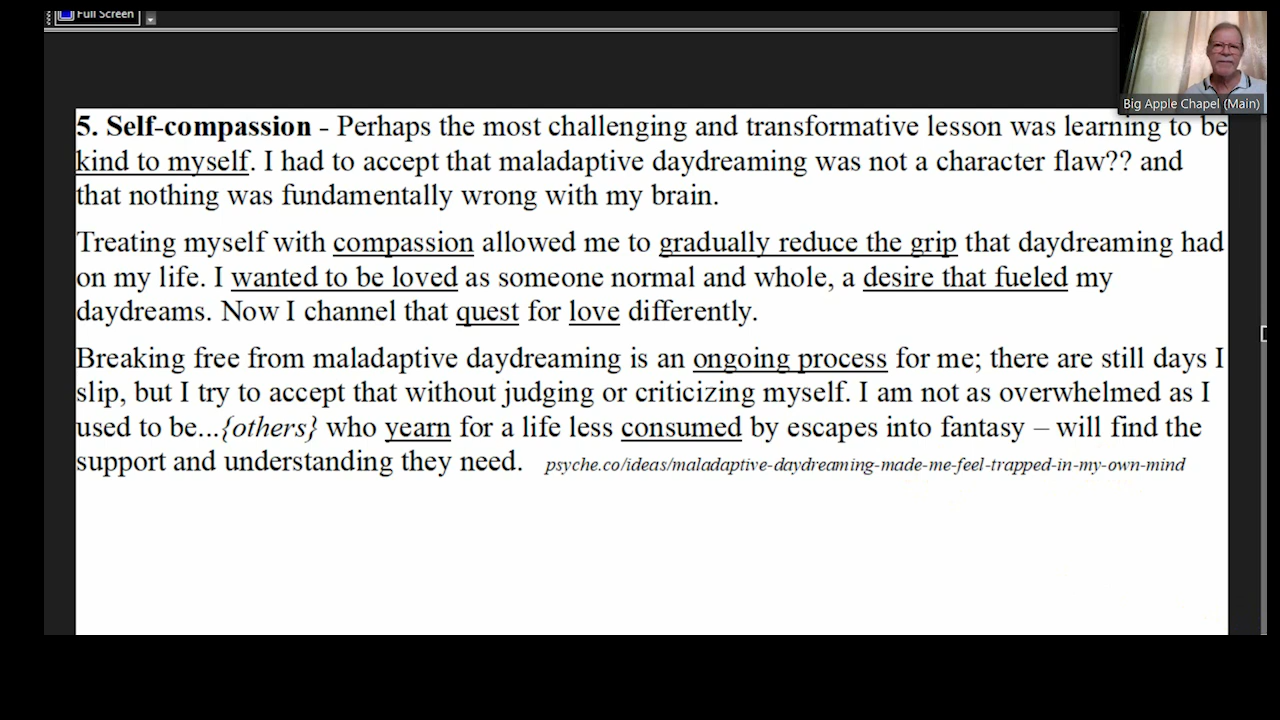 Full Screen
Big Apple Chapel (Main)
5. Self-compassion - Perhaps the most challenging and transformative lesson was learning to be
kind to myself. I had to accept that maladaptive daydreaming was not a character flaw?? and
that nothing was fundamentally wrong with my brain.
Treating myself with compassion allowed me to gradually reduce the grip that daydreaming had
on my life. I wanted to be loved as someone normal and whole, a desire that fueled my
daydreams. Now I channel that quest for love differently.
Breaking free from maladaptive daydreaming is an ongoing process for me; there are still days I
slip, but I try to accept that without judging or criticizing myself. I am not as overwhelmed as I
used to be...{others} who yearn for a life less consumed by escapes into fantasy – will find the
support and understanding they need. psyche.co/ideas/maladaptive-daydreaming-made-me-feel-trapped-in-my-own-mind